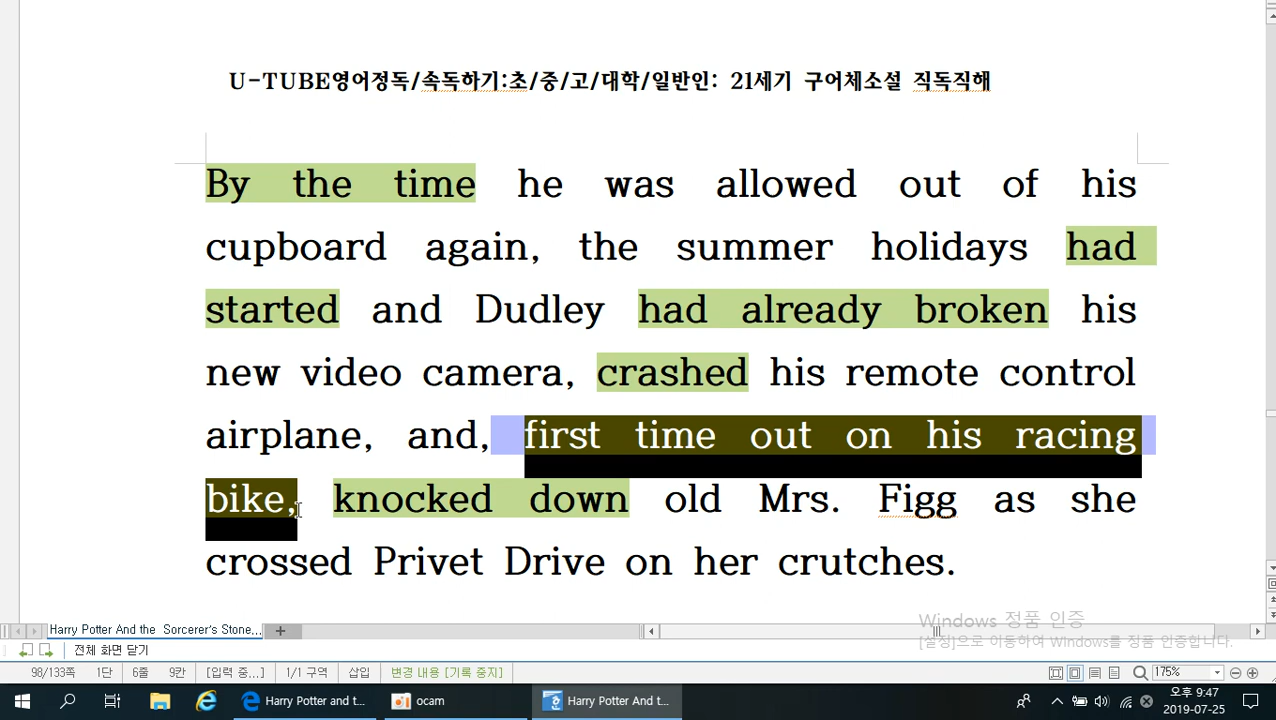 U-TUBE영어정독/속독하기:초/중/고/대학/일반인: 21세기 구어체소설 직독직해
By the time he was allowed out of his
cupboard again, the summer holidays had
started and Dudley had already broken his
new video camera, crashed his remote control
airplane, and, first time out on his racing
bike, knocked down old Mrs. Figg as she
crossed Privet Drive on her crutches.
Windows 정품 인증
[설정]으로 이동하여 Windows를 정품 인증합니다.
Harry Potter And the Sorcerer's Stone,...
전체 화면 닫기
98/133쪽 1단 6줄 9칸 [입력 중...] 1/1 구역 삽입 변경 내용 [기록 중지] 175%
Harry Potter and t... ocam Harry Potter And t... 오후 9:47
2019-07-25